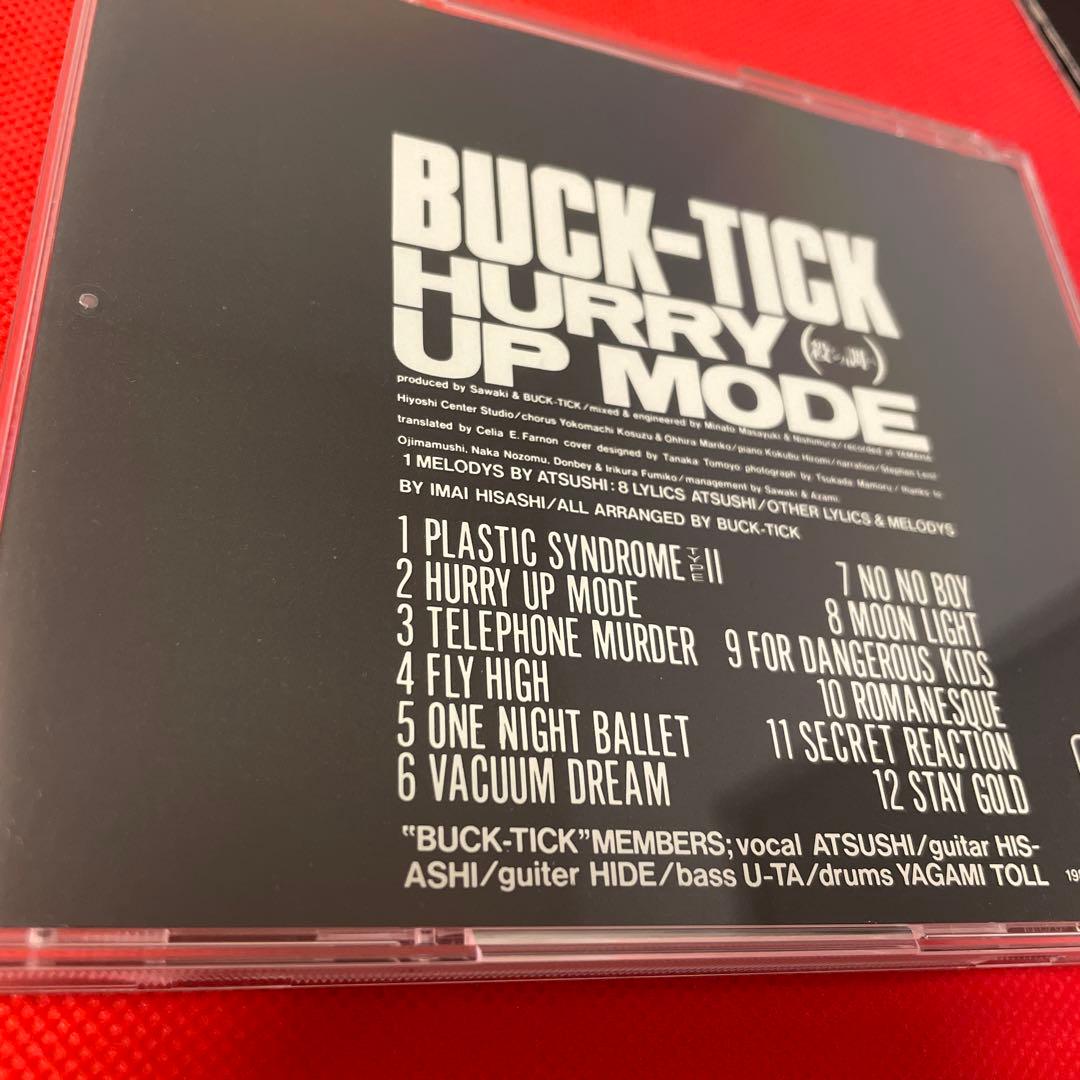 BUCK-TICK
HURRY
UP MODE
produced by Sawaki & BUCK-TICK/mixed & engineered by Minato Masayuki & Nishimura/recorded at YAMAHA
Hiyoshi Center Studio/chorus Yokomachi Kosuzu & Ohhira Mariko/piano Kokubu Hiromi/narration/Stephen Lent
translated by Celia E. Farnon cover designed by Tanaka Tomoyo photograph by Tsukada Mamoru/thanks to
Ojimamushi, Naka Nozomu, Donbey & Irikura Fumiko/management by Sawaki & Azami.
1 MELODYS BY ATSUSHI: 8 LYLICS ATSUSHI/OTHER LYLICS & MELODYS
BY IMAI HISASHI/ALL ARRANGED BY BUCK-TICK
1 PLASTIC SYNDROME TYPE II
2 HURRY UP MODE
3 TELEPHONE MURDER
4 FLY HIGH
5 ONE NIGHT BALLET
6 VACUUM DREAM
7 NO NO BOY
8 MOON LIGHT
9 FOR DANGEROUS KIDS
10 ROMANESQUE
11 SECRET REACTION
12 STAY GOLD
"BUCK-TICK"MEMBERS;vocal ATSUSHI/guitar HIS-
ASHI/guiter HIDE/bass U-TA/drums YAGAMI TOLL